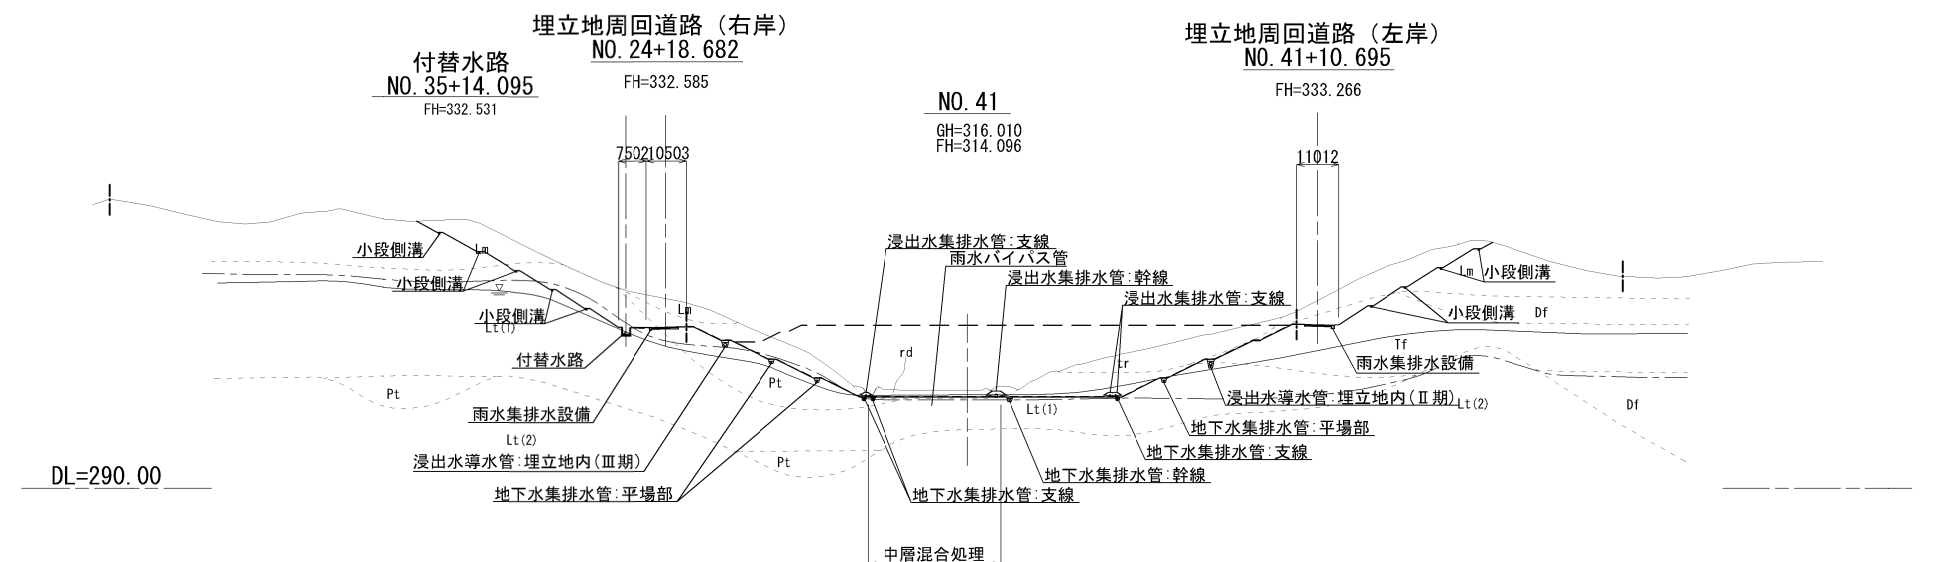 埋立地周回道路（右岸）
NO.24+18.682
FH=332.585
付替水路
NO.35+14.095
FH=332.531
埋立地周回道路（左岸）
NO.41+10.695
FH=333.266
NO.41
GH=316.010
FH=314.096
7502
10503
11012
小段側溝
Lm
小段側溝
小段側溝
Lt(1)
付替水路
Lm
浸出水集排水管:支線
雨水バイパス管
浸出水集排水管:幹線
浸出水集排水管:支線
Lm
小段側溝
小段側溝
Df
Tf
雨水集排水設備
rd
tr
Pt
Pt
雨水集排水設備
Lt(2)
Lt(1)
浸出水導水管:埋立地内(Ⅱ期)
Lt(2)
Df
地下水集排水管:平場部
地下水集排水管:支線
地下水集排水管:幹線
浸出水導水管:埋立地内(Ⅲ期)
Pt
地下水集排水管:平場部
地下水集排水管:支線
DL=290.00
中層混合処理